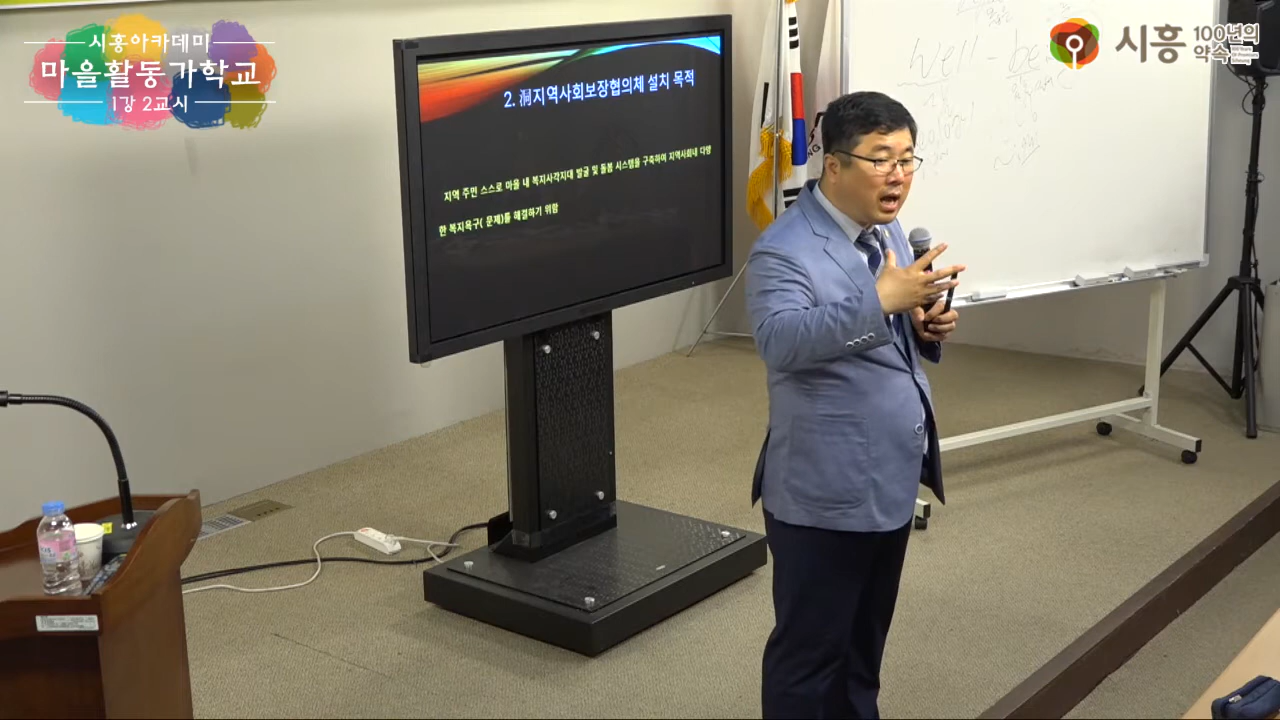 시흥아카데미
마을활동가학교
1강 2교시
시흥 100년의 약속
2. 洞지역사회보장협의체 설치 목적
지역 주민 스스로 마을 내 복지사각지대 발굴 및 돌봄 시스템을 구축하여 지역사회내 다양
한 복지욕구( 문제)를 해결하기 위함
well - be